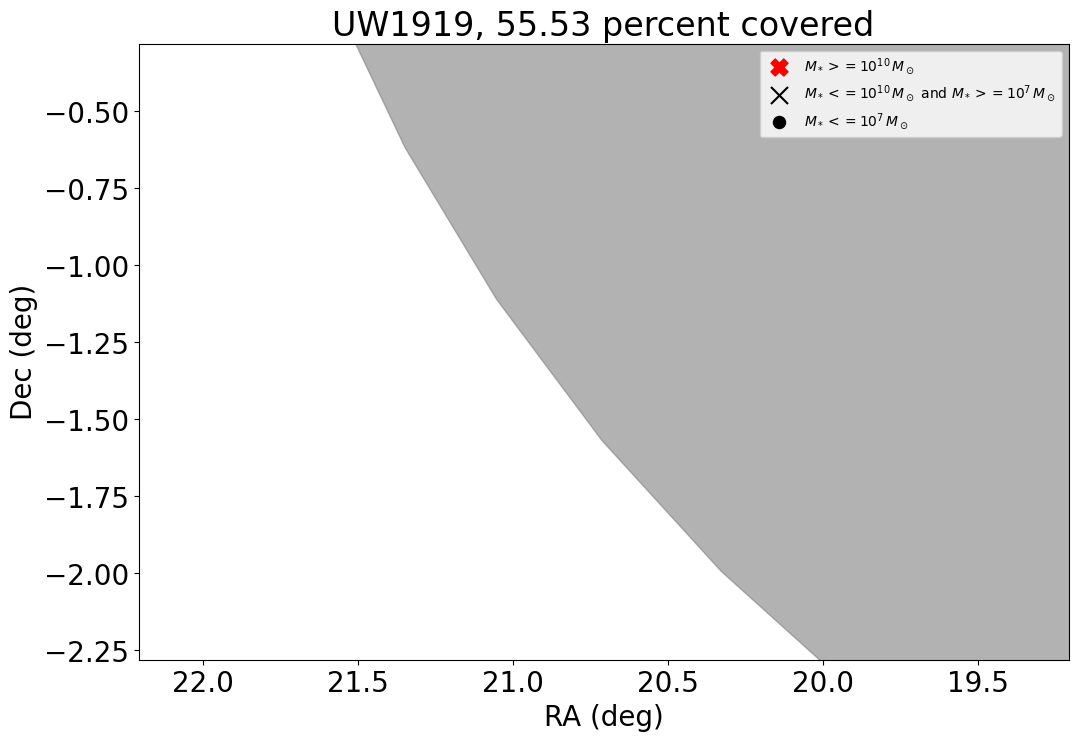 UW1919, 55.53 percent covered
M* >= 10^10 M⊙
M* <= 10^10 M⊙ and M* >= 10^7 M⊙
M* <= 10^7 M⊙
−0.50
−0.75
−1.00
−1.25
−1.50
−1.75
−2.00
−2.25
Dec (deg)
22.0 21.5 21.0 20.5 20.0 19.5
RA (deg)